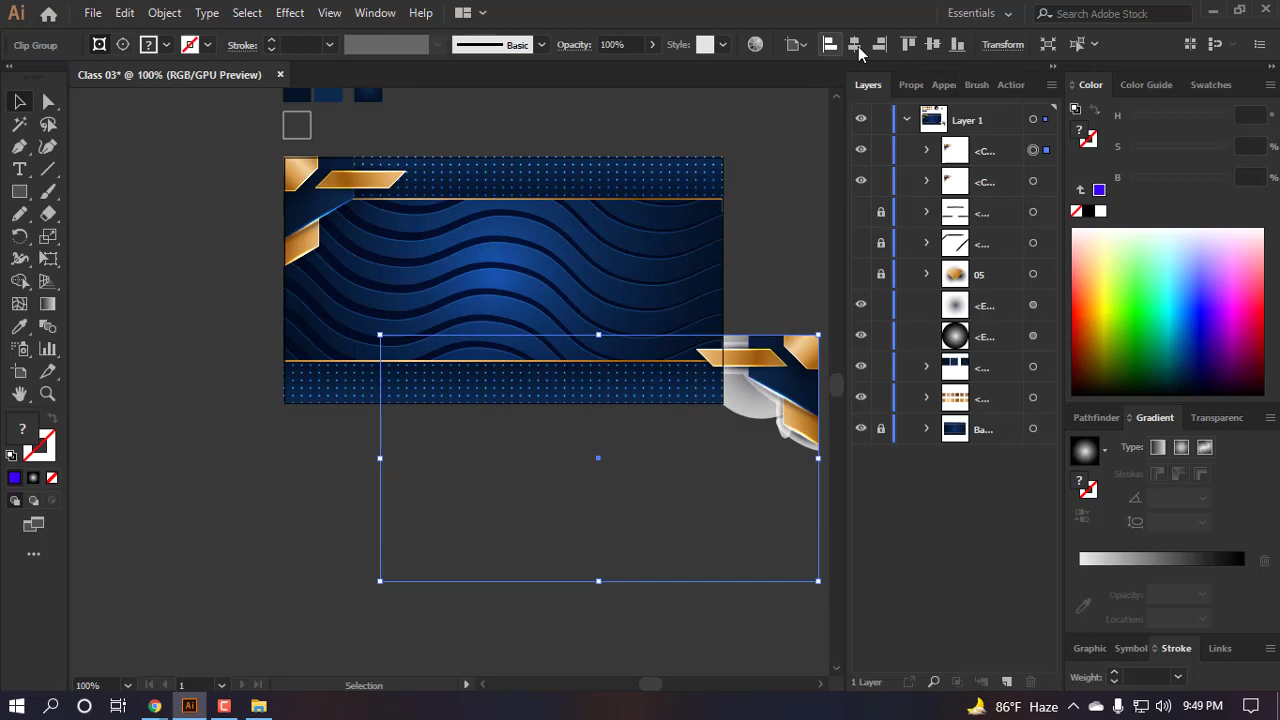 Ai File Edit Object Type Select Effect View Window Help Essentials Search Adobe Stock
Clip Group ? Stroke: Basic Opacity: 100% Style: Transform
Class 03* @ 100% (RGB/GPU Preview) × Layers Prope Appea Brush Action Color Color Guide Swatches
Layer 1 H
<C... ? S %
B %
<C...
<...
<...
05
<E...
<E...
<...
<...
Pathfinder Gradient Transparenc
Ba...
Type:
Stroke:
?
Opacity:
Location:
Graphic Symbol Stroke Links
100% 1 Selection 1 Layer Weight:
Ai 86°F Haze 9:49 PM